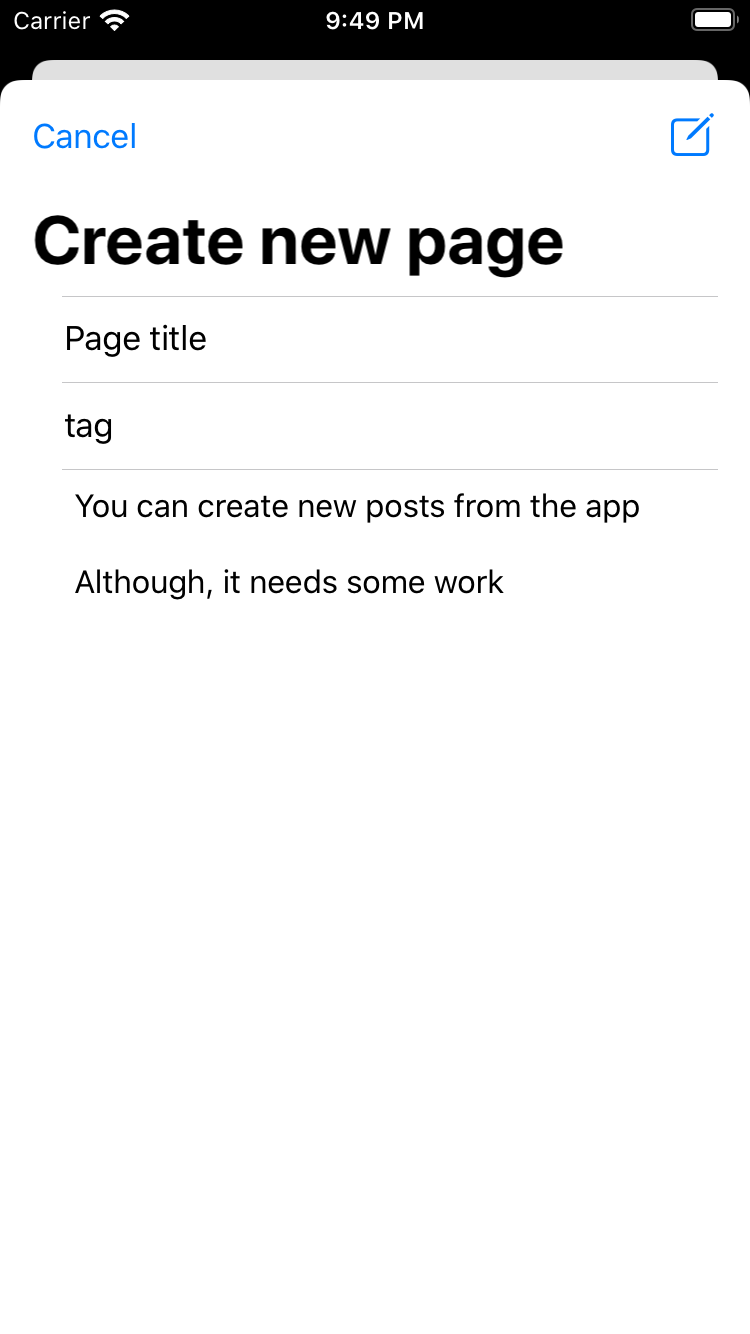 Carrier
9:49 PM
Cancel
Create new page
Page title
tag
You can create new posts from the app
Although, it needs some work